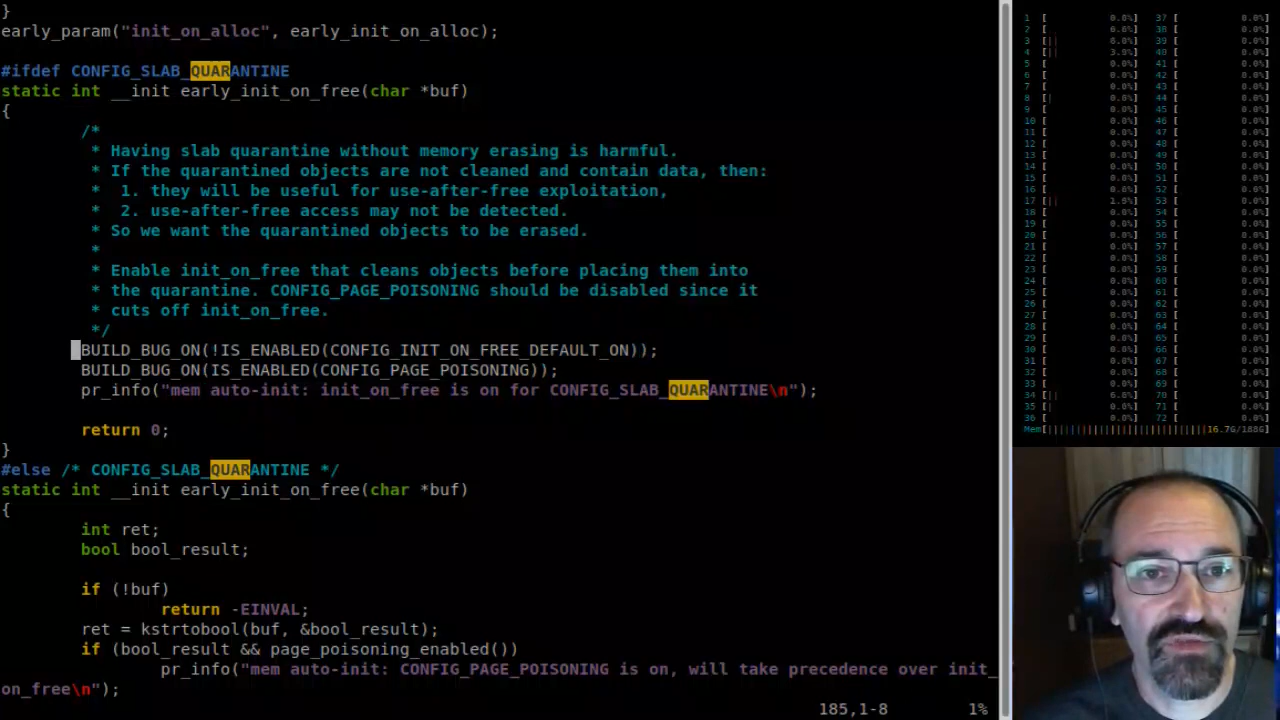 }
early_param("init_on_alloc", early_init_on_alloc);
#ifdef CONFIG_SLAB_QUARANTINE
static int __init early_init_on_free(char *buf)
{
/*
* Having slab quarantine without memory erasing is harmful.
* If the quarantined objects are not cleaned and contain data, then:
*  1. they will be useful for use-after-free exploitation,
*  2. use-after-free access may not be detected.
* So we want the quarantined objects to be erased.
*
* Enable init_on_free that cleans objects before placing them into
* the quarantine. CONFIG_PAGE_POISONING should be disabled since it
* cuts off init_on_free.
*/
BUILD_BUG_ON(!IS_ENABLED(CONFIG_INIT_ON_FREE_DEFAULT_ON));
BUILD_BUG_ON(IS_ENABLED(CONFIG_PAGE_POISONING));
pr_info("mem auto-init: init_on_free is on for CONFIG_SLAB_QUARANTINE\n");
return 0;
}
#else /* CONFIG_SLAB_QUARANTINE */
static int __init early_init_on_free(char *buf)
{
int ret;
bool bool_result;
if (!buf)
return -EINVAL;
ret = kstrtobool(buf, &bool_result);
if (bool_result && page_poisoning_enabled())
pr_info("mem auto-init: CONFIG_PAGE_POISONING is on, will take precedence over init_
on_free\n");
185,1-8 1%
Mem[ 16.7G/188G]